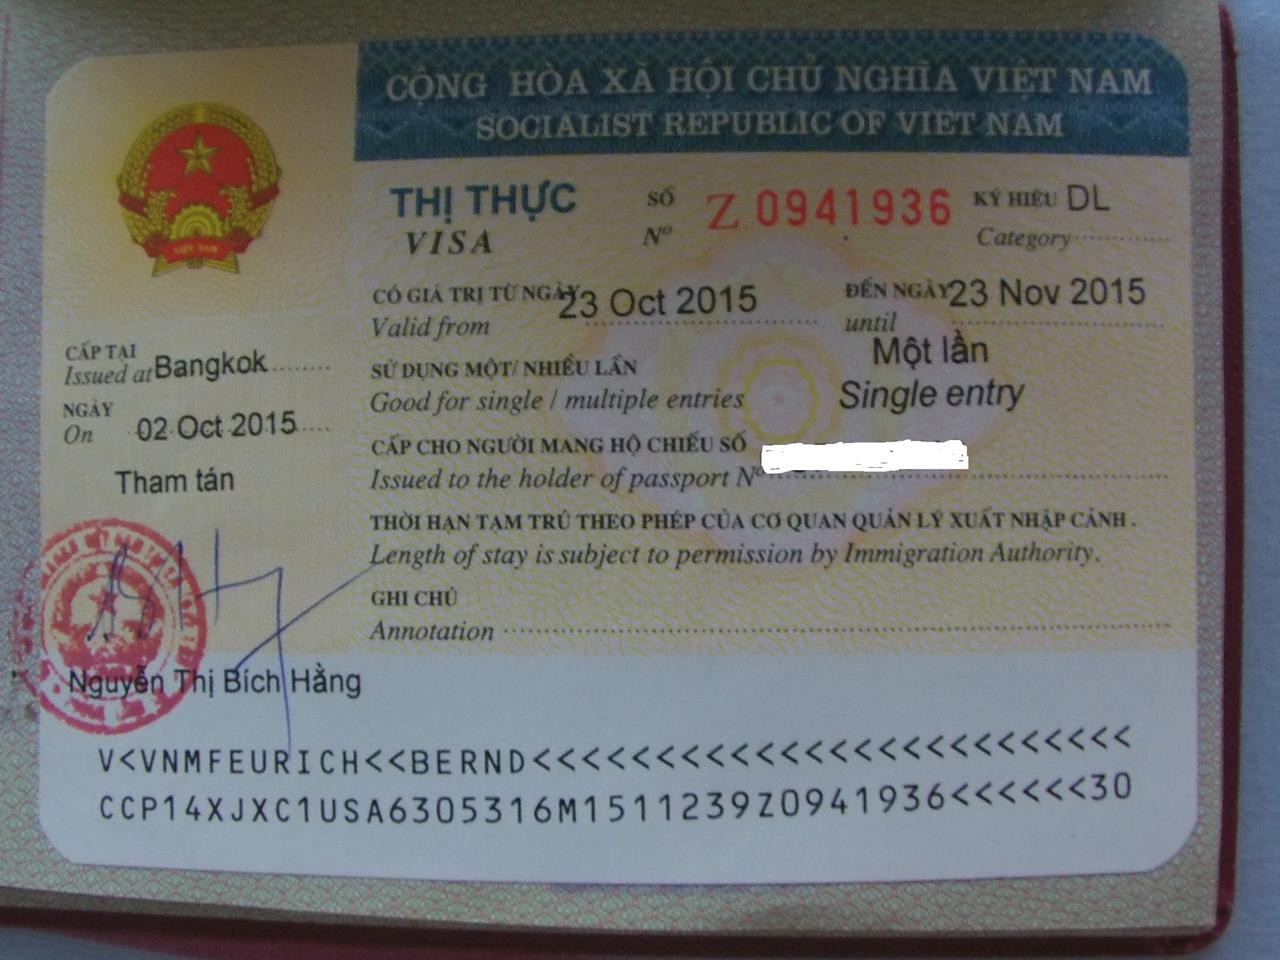 CỘNG HÒA XÃ HỘI CHỦ NGHĨA VIỆT NAM
SOCIALIST REPUBLIC OF VIET NAM
VIỆT NAM
THỊ THỰC
VISA
SỐ Z 0941936
Nº
KÝ HIỆU DL
Category
CÓ GIÁ TRỊ TỪ NGÀY 23 Oct 2015
Valid from
ĐẾN NGÀY 23 Nov 2015
until
CẤP TẠI
Issued at Bangkok
SỬ DỤNG MỘT/ NHIỀU LẦN
Good for single / multiple entries
Một lần
Single entry
NGÀY
On 02 Oct 2015
CẤP CHO NGƯỜI MANG HỘ CHIẾU SỐ
Issued to the holder of passport Nº
Tham tán
THỜI HẠN TẠM TRÚ THEO PHÉP CỦA CƠ QUAN QUẢN LÝ XUẤT NHẬP CẢNH.
Length of stay is subject to permission by Immigration Authority.
GHI CHÚ
Annotation
Nguyễn Thị Bích Hằng
V<VNMFEURICH<<BERND<<<<<<<<<<<<<<<<<<<<<<<<<
CCP14XJXC1USA6305316M1511239Z0941936<<<<<<30